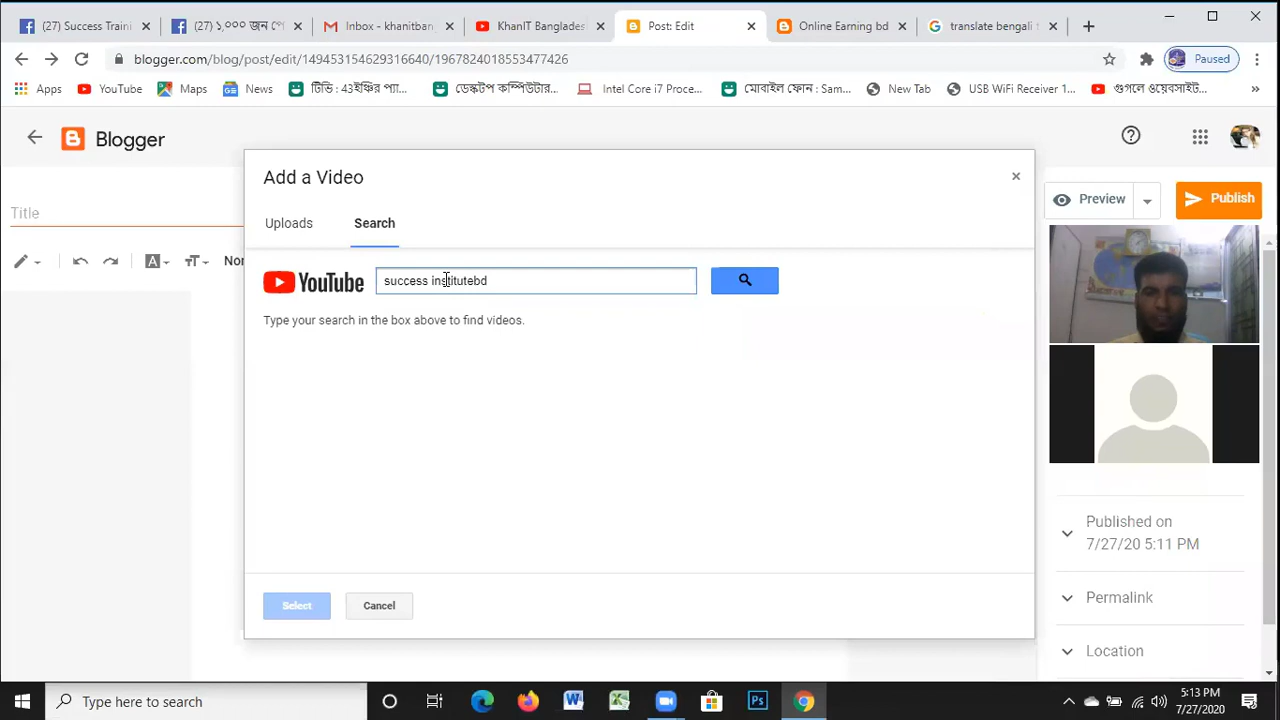 (27) Success Traini
(27) ১ ০০০ জন পে
Inbox - khanitban
KhanIT Banglades
Post: Edit
Online Earning bd
translate bengali t
blogger.com/blog/post/edit/149453154629316640/1967934018553477426
Paused
Apps
YouTube
Maps
News
টিভি : 43ইঞ্চির প্যা...
ডেস্কটপ কম্পিউটার...
Intel Core i7 Proce...
মোবাইল ফোন : Sam...
New Tab
USB WiFi Receiver 1...
গুগলে ওয়েবসাইট...
»
Blogger
Add a Video
Title
Preview
Publish
Uploads
Search
Nor
YouTube
success institutebd
Type your search in the box above to find videos.
Published on
7/27/20 5:11 PM
Permalink
Select
Cancel
Location
Type here to search
5:13 PM
7/27/2020